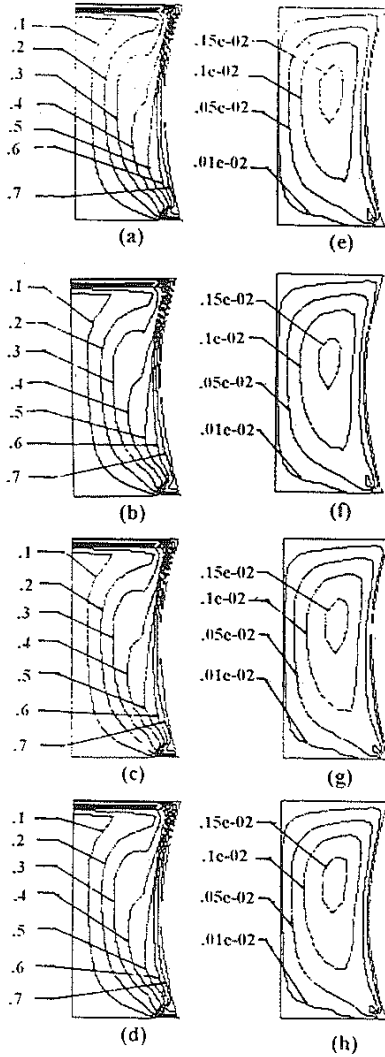 .1
.2
.3
.4
.5
.6
.7
(a)
.15e-02
.1e-02
.05e-02
.01e-02
(e)
.1
.2
.3
.4
.5
.6
.7
(b)
.15e-02
.1e-02
.05e-02
.01e-02
(f)
.1
.2
.3
.4
.5
.6
.7
(c)
.15e-02
.1e-02
.05e-02
.01e-02
(g)
.1
.2
.3
.4
.5
.6
.7
(d)
.15e-02
.1e-02
.05e-02
.01e-02
(h)